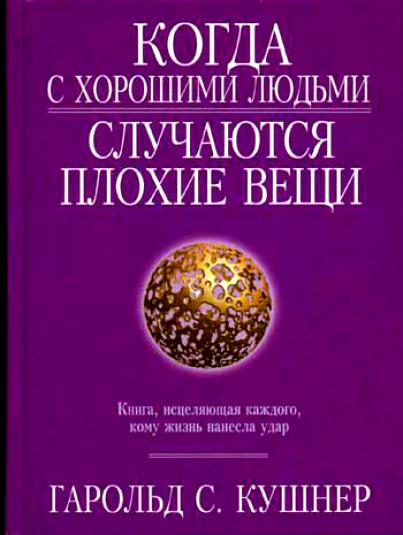 КОГДА
С ХОРОШИМИ ЛЮДЬМИ
СЛУЧАЮТСЯ
ПЛОХИЕ ВЕЩИ
Книга, исцеляющая каждого,
кому жизнь нанесла удар
ГАРОЛЬД С. КУШНЕР